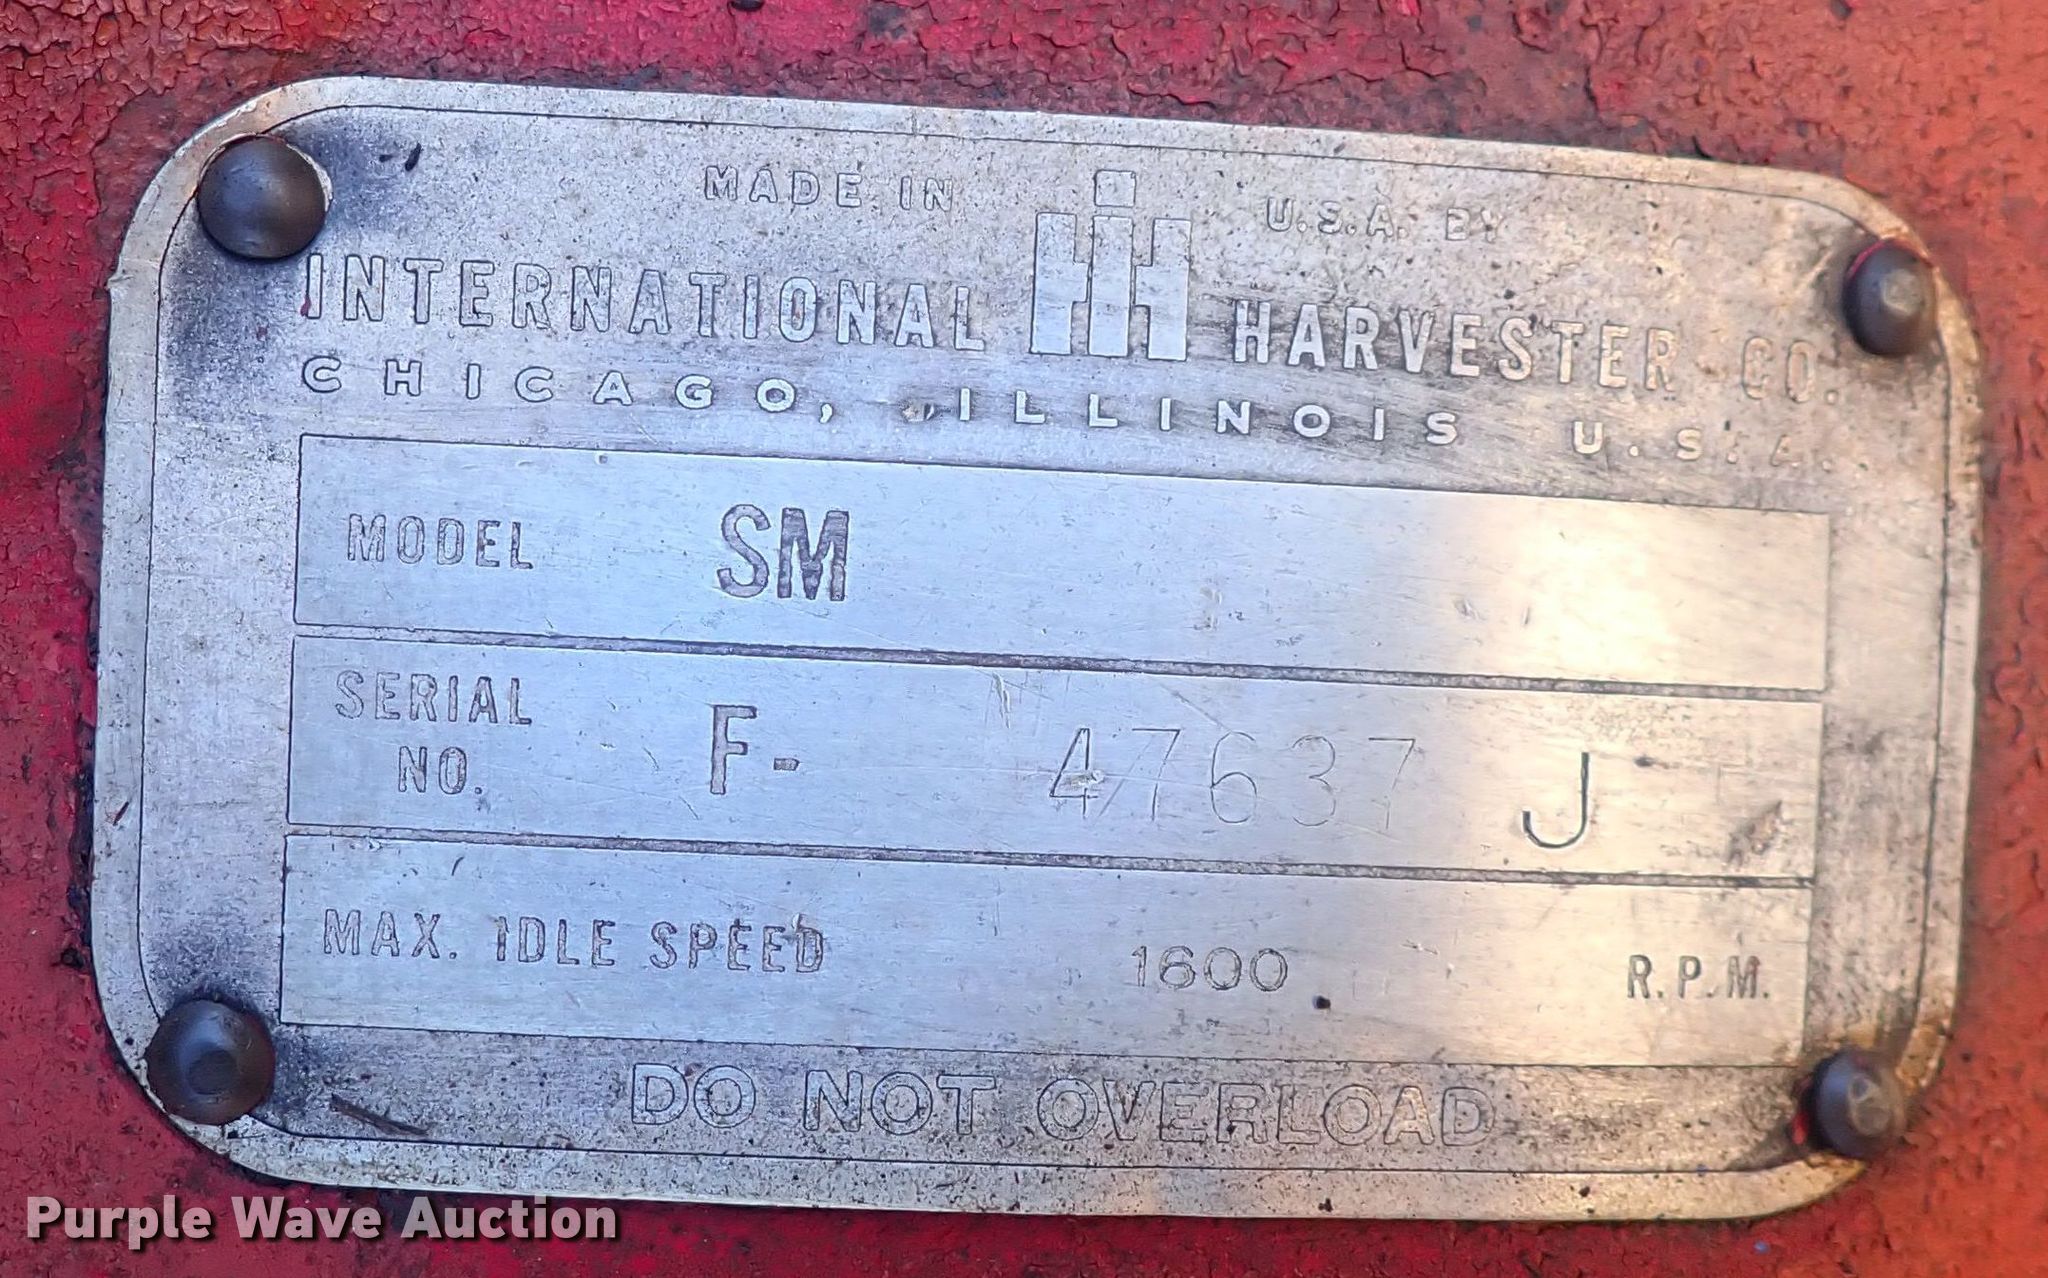 MADE IN IH U.S.A. BY
INTERNATIONAL HARVESTER CO.
CHICAGO, ILLINOIS U.S.A.
MODEL SM
SERIAL NO. F- 47637 J
MAX. IDLE SPEED 1600 R.P.M.
DO NOT OVERLOAD
Purple Wave Auction